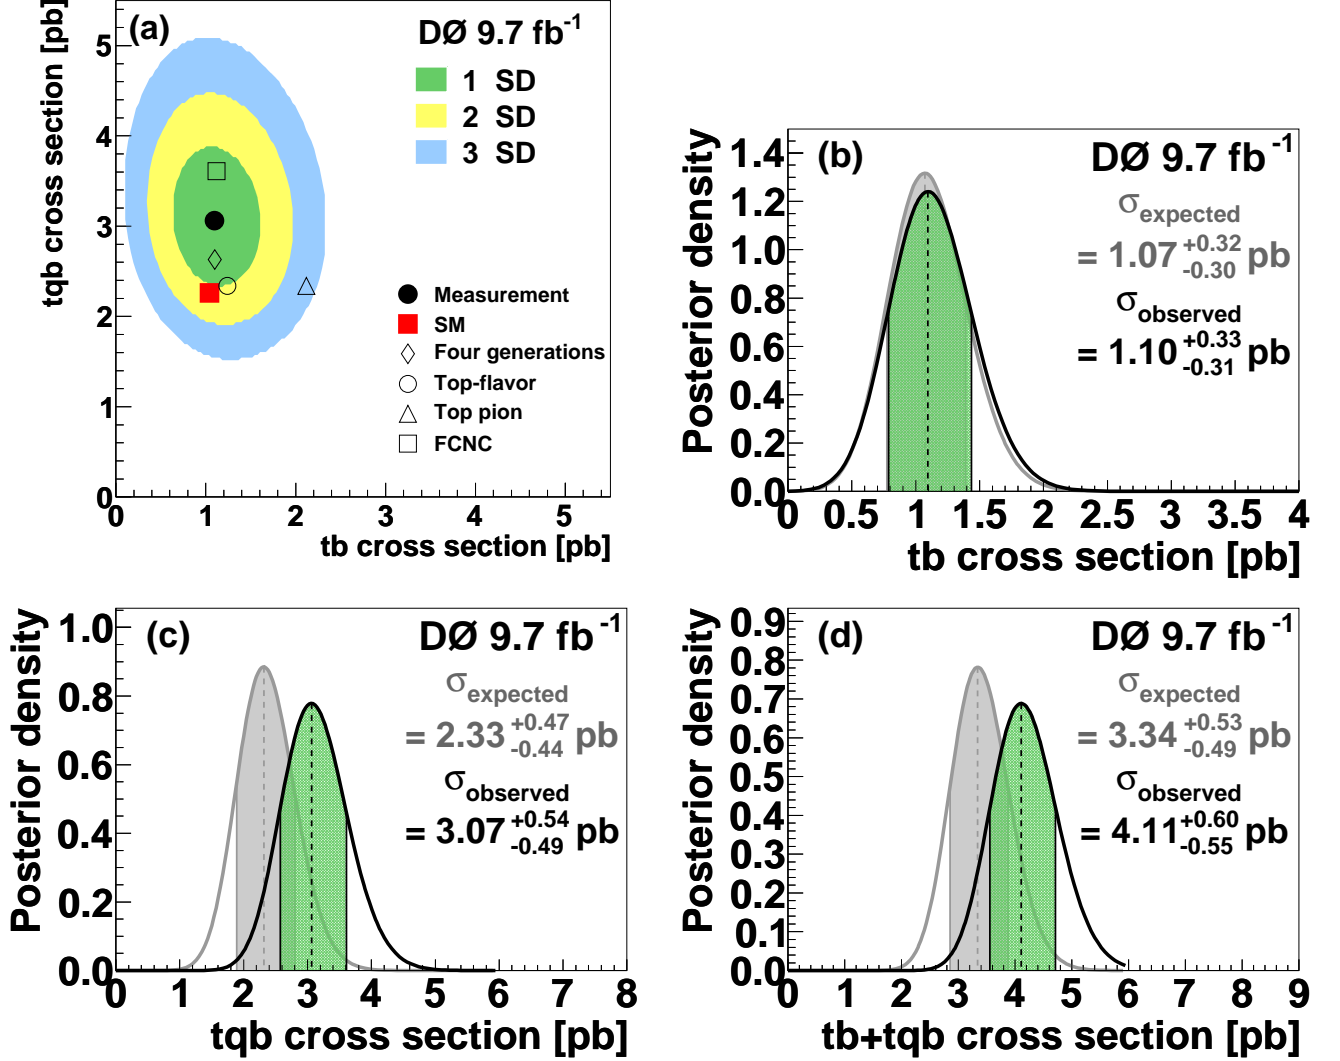 (a)
DØ 9.7 fb-1
1 SD
2 SD
3 SD
Measurement
SM
Four generations
Top-flavor
Top pion
FCNC
tqb cross section [pb]
5
4
3
2
1
0
0 1 2 3 4 5
tb cross section [pb]
(b)
DØ 9.7 fb-1
σexpected
= 1.07 +0.32 -0.30 pb
σobserved
= 1.10 +0.33 -0.31 pb
Posterior density
1.4
1.2
1.0
0.8
0.6
0.4
0.2
0.0
0 0.5 1 1.5 2 2.5 3 3.5 4
tb cross section [pb]
(c)
DØ 9.7 fb-1
σexpected
= 2.33 +0.47 -0.44 pb
σobserved
= 3.07 +0.54 -0.49 pb
Posterior density
1.0
0.8
0.6
0.4
0.2
0.0
0 1 2 3 4 5 6 7 8
tqb cross section [pb]
(d)
DØ 9.7 fb-1
σexpected
= 3.34 +0.53 -0.49 pb
σobserved
= 4.11 +0.60 -0.55 pb
Posterior density
0.9
0.8
0.7
0.6
0.5
0.4
0.3
0.2
0.1
0.0
0 1 2 3 4 5 6 7 8 9
tb+tqb cross section [pb]